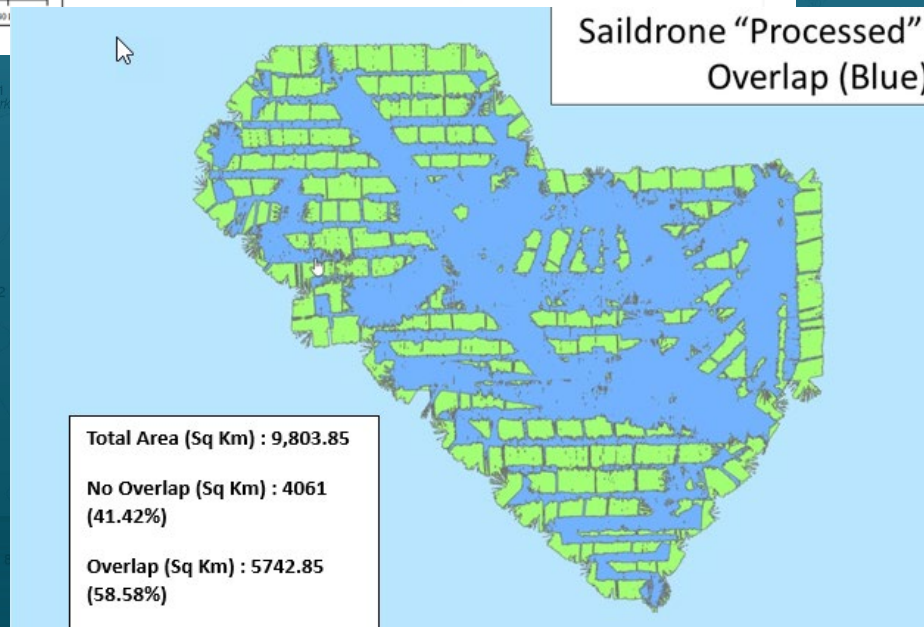 Saildrone “Processed”
Overlap (Blue)
Total Area (Sq Km) : 9,803.85
No Overlap (Sq Km) : 4061
(41.42%)
Overlap (Sq Km) : 5742.85
(58.58%)